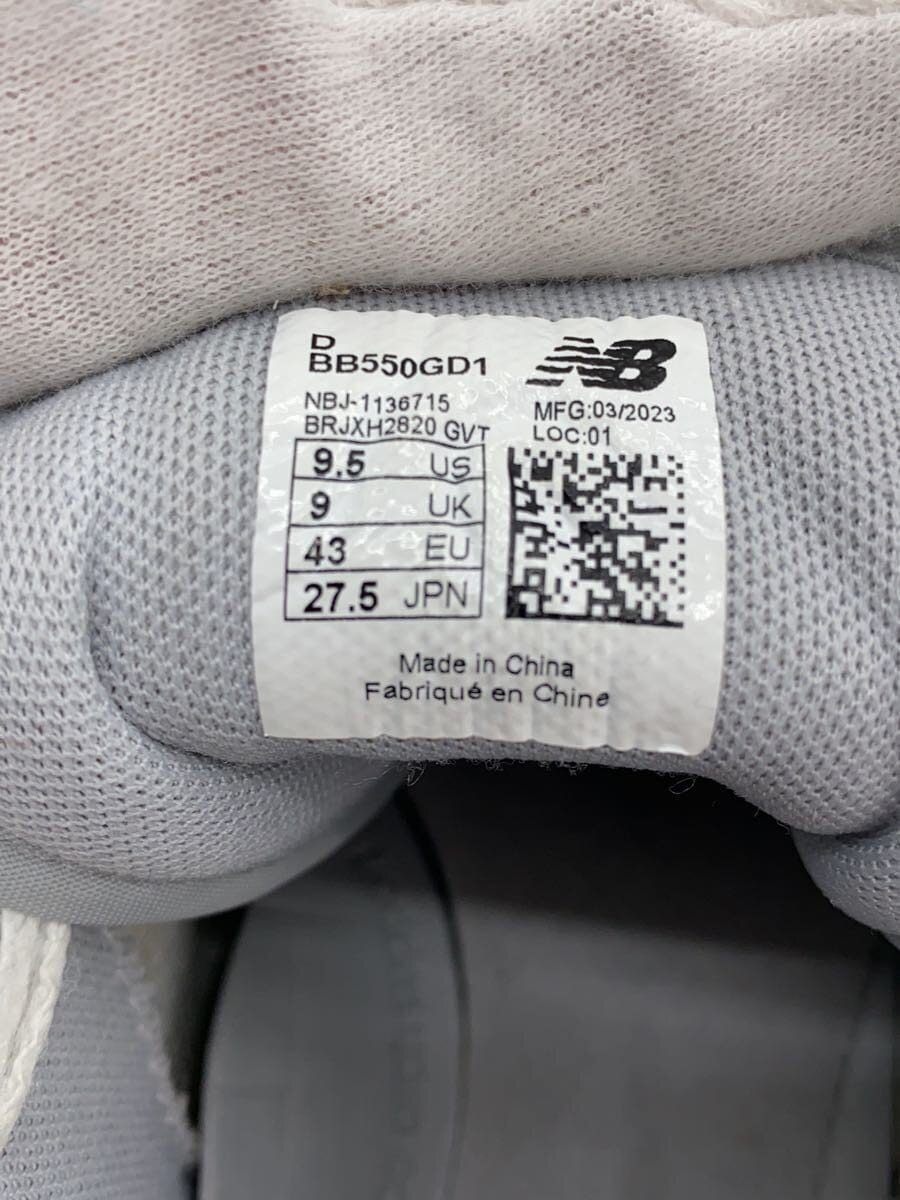 D
BB550GD1
NB
NBJ-1136715
BRJXH2820 GVT
MFG:03/2023
LOC:01
9.5 US
9 UK
43 EU
27.5 JPN
Made in China
Fabriqué en Chine